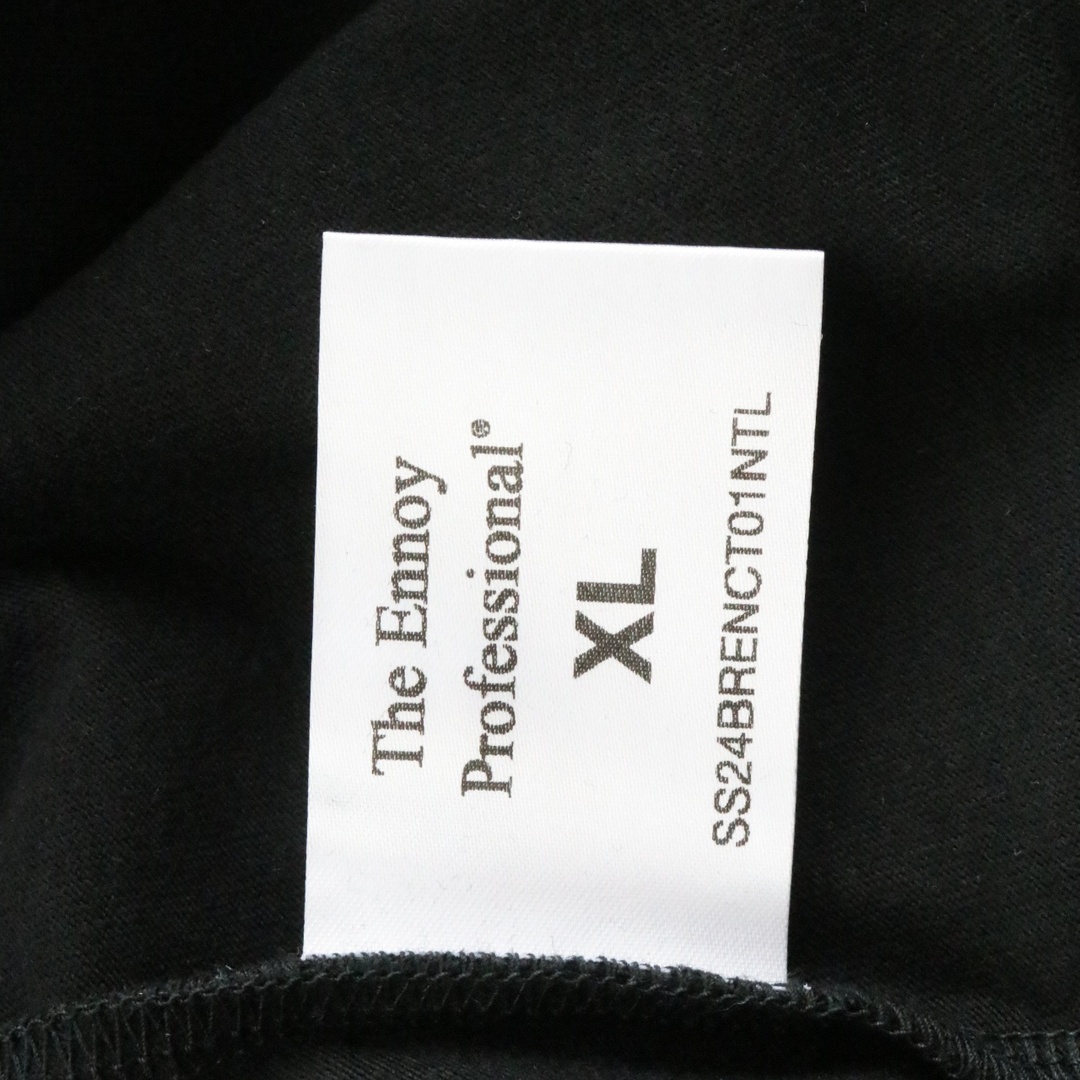 The Ennoy
Professional®
XL
SS24BRENCT01NTL